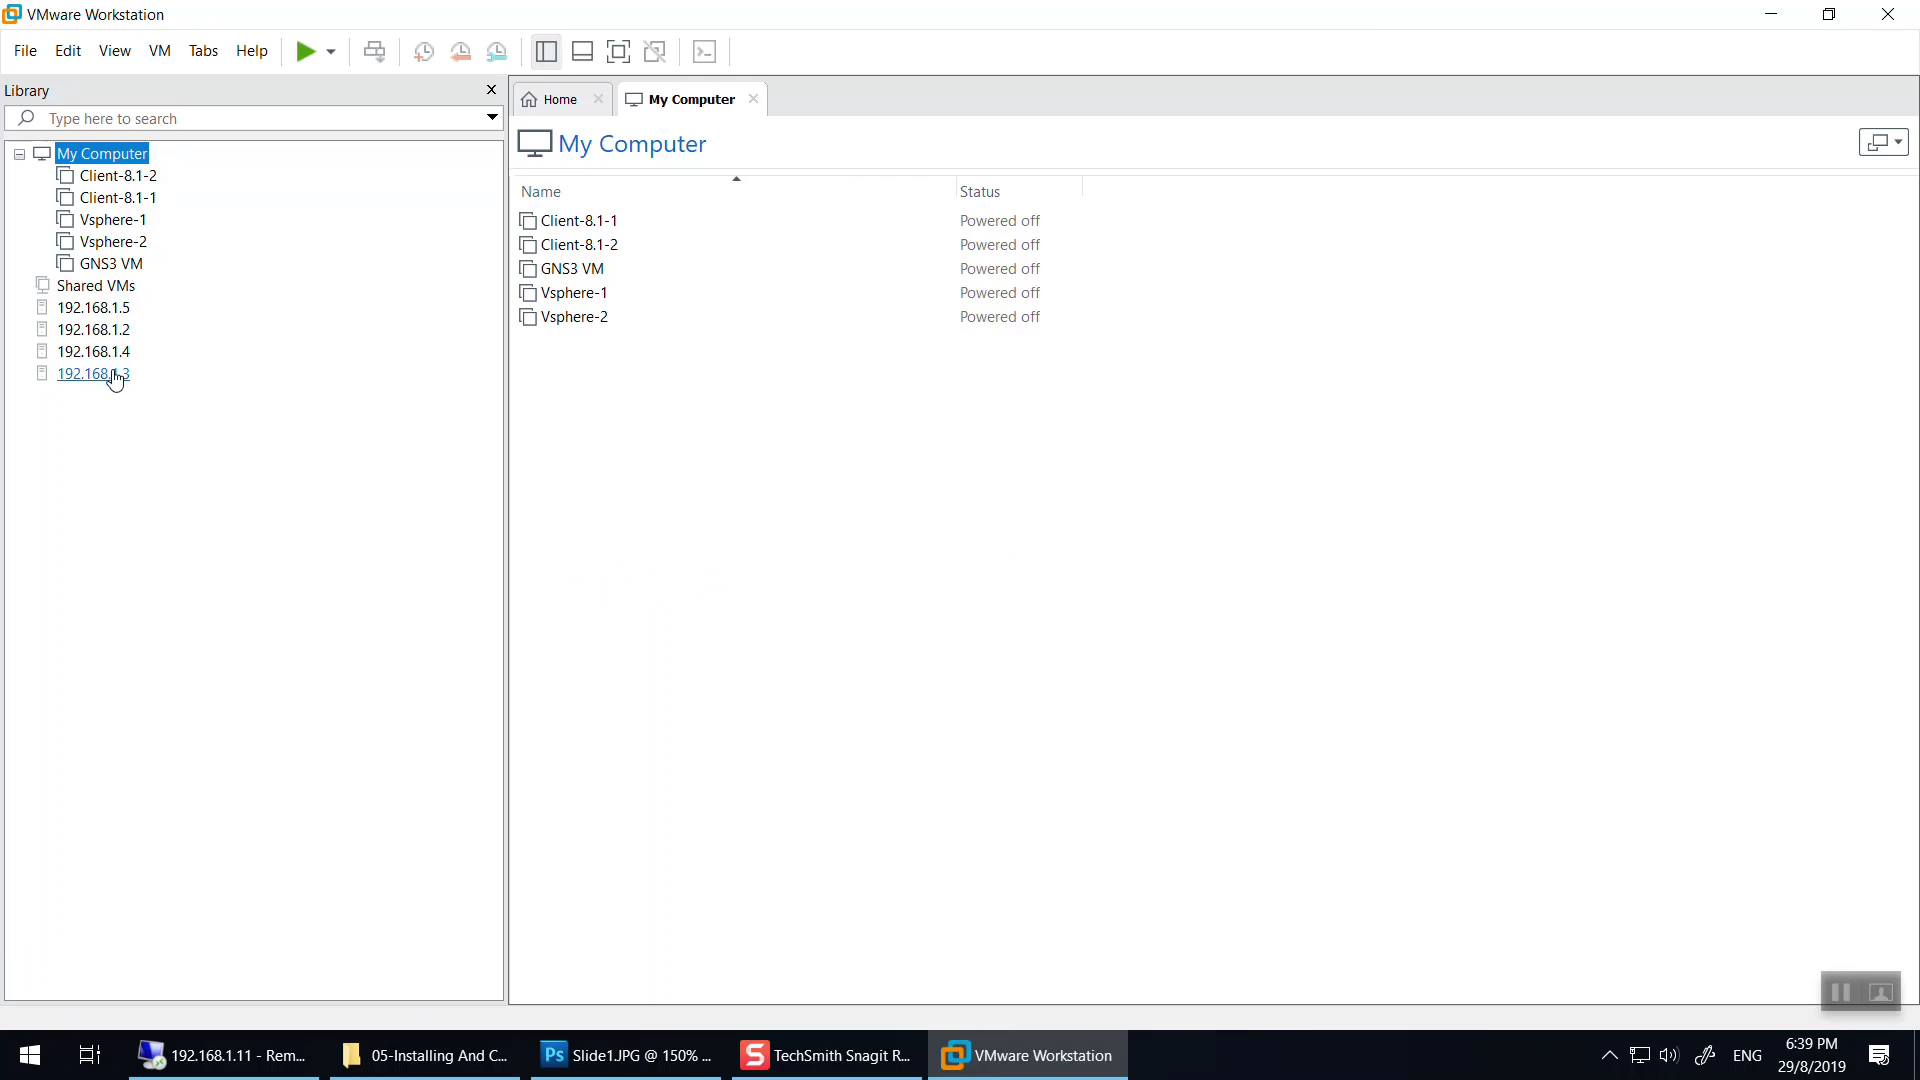 VMware Workstation
File Edit View VM Tabs Help
Library
Type here to search
My Computer
Client-8.1-2
Client-8.1-1
Vsphere-1
Vsphere-2
GNS3 VM
Shared VMs
192.168.1.5
192.168.1.2
192.168.1.4
192.168.1.3
Home
My Computer
My Computer
Name Status
Client-8.1-1 Powered off
Client-8.1-2 Powered off
GNS3 VM Powered off
Vsphere-1 Powered off
Vsphere-2 Powered off
192.168.1.11 - Rem...
05-Installing And C...
Ps Slide1.JPG @ 150% ...
S TechSmith Snagit R...
VMware Workstation
ENG
6:39 PM
29/8/2019